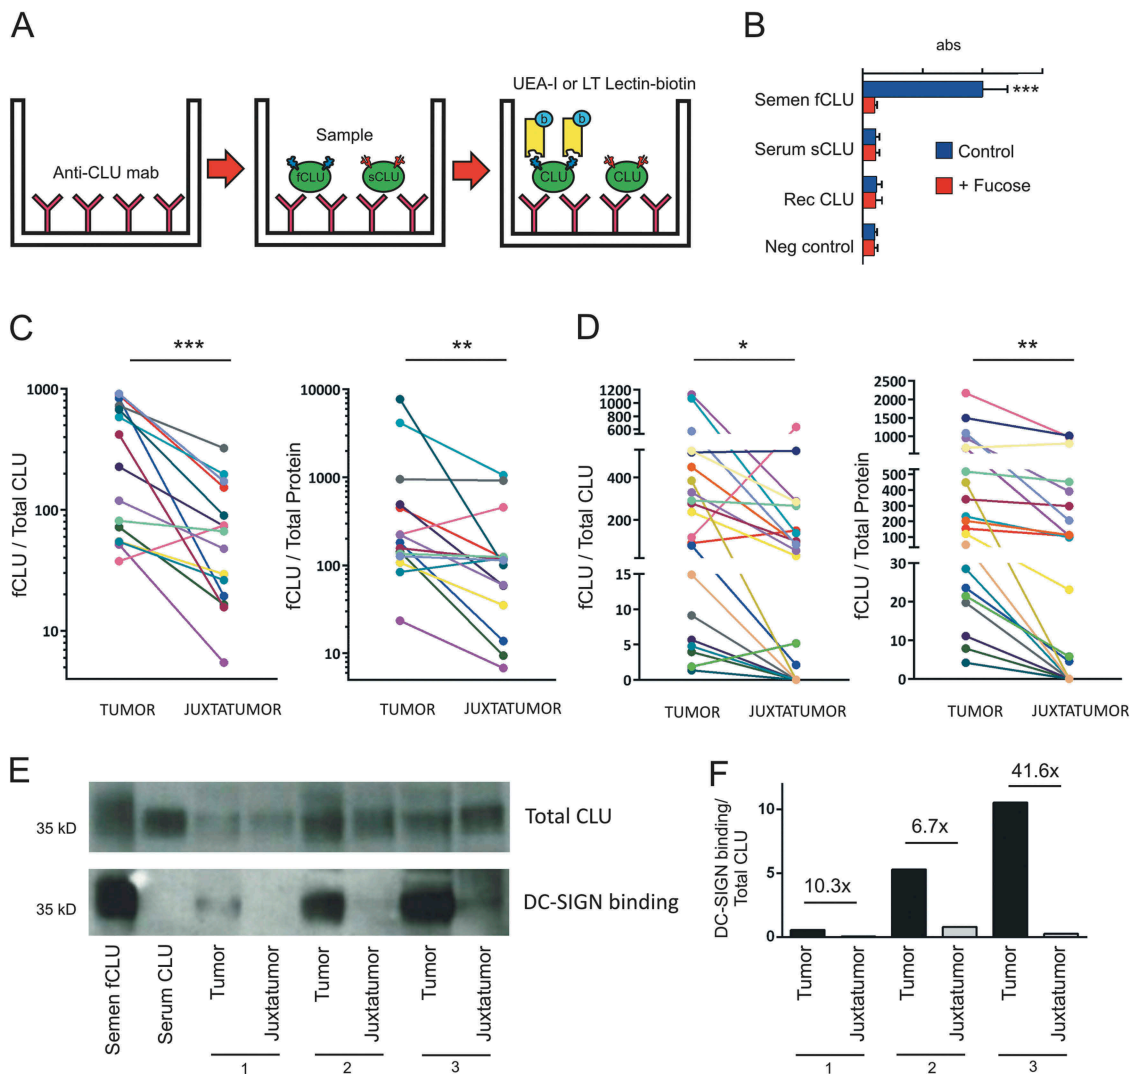 A
UEA-I or LT Lectin-biotin
b b
Anti-CLU mab
Sample
fCLU sCLU
CLU CLU
B
abs
Semen fCLU
Serum sCLU
Rec CLU
Neg control
***
Control
+ Fucose
C
***
fCLU / Total CLU
1000
100
10
TUMOR JUXTATUMOR
**
fCLU / Total Protein
10000
1000
100
10
TUMOR JUXTATUMOR
D
*
fCLU / Total CLU
1200
1000
800
600
400
200
15
10
5
0
TUMOR JUXTATUMOR
**
fCLU / Total Protein
2500
2000
1500
1000
500
400
300
200
100
30
20
10
0
TUMOR JUXTATUMOR
E
35 kD
Total CLU
35 kD
DC-SIGN binding
Semen fCLU
Serum CLU
Tumor
Juxtatumor
Tumor
Juxtatumor
Tumor
Juxtatumor
1 2 3
F
DC-SIGN binding/
Total CLU
10
5
0
10.3x
6.7x
41.6x
Tumor
Juxtatumor
Tumor
Juxtatumor
Tumor
Juxtatumor
1 2 3